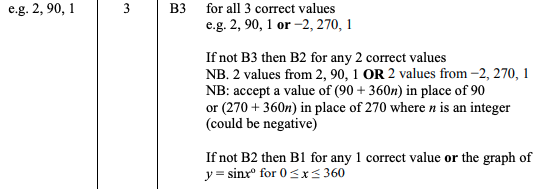 e.g. 2, 90, 1 3 B3 for all 3 correct values
e.g. 2, 90, 1 or −2, 270, 1
If not B3 then B2 for any 2 correct values
NB. 2 values from 2, 90, 1 OR 2 values from −2, 270, 1
NB: accept a value of (90 + 360n) in place of 90
or (270 + 360n) in place of 270 where n is an integer
(could be negative)
If not B2 then B1 for any 1 correct value or the graph of
y = sinx° for 0 ≤ x ≤ 360